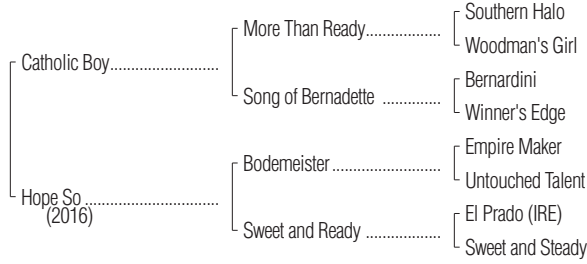 Southern Halo
More Than Ready
Woodman's Girl
Catholic Boy
Bernardini
Song of Bernadette
Winner's Edge
Empire Maker
Bodemeister
Untouched Talent
Hope So
(2016)
El Prado (IRE)
Sweet and Ready
Sweet and Steady